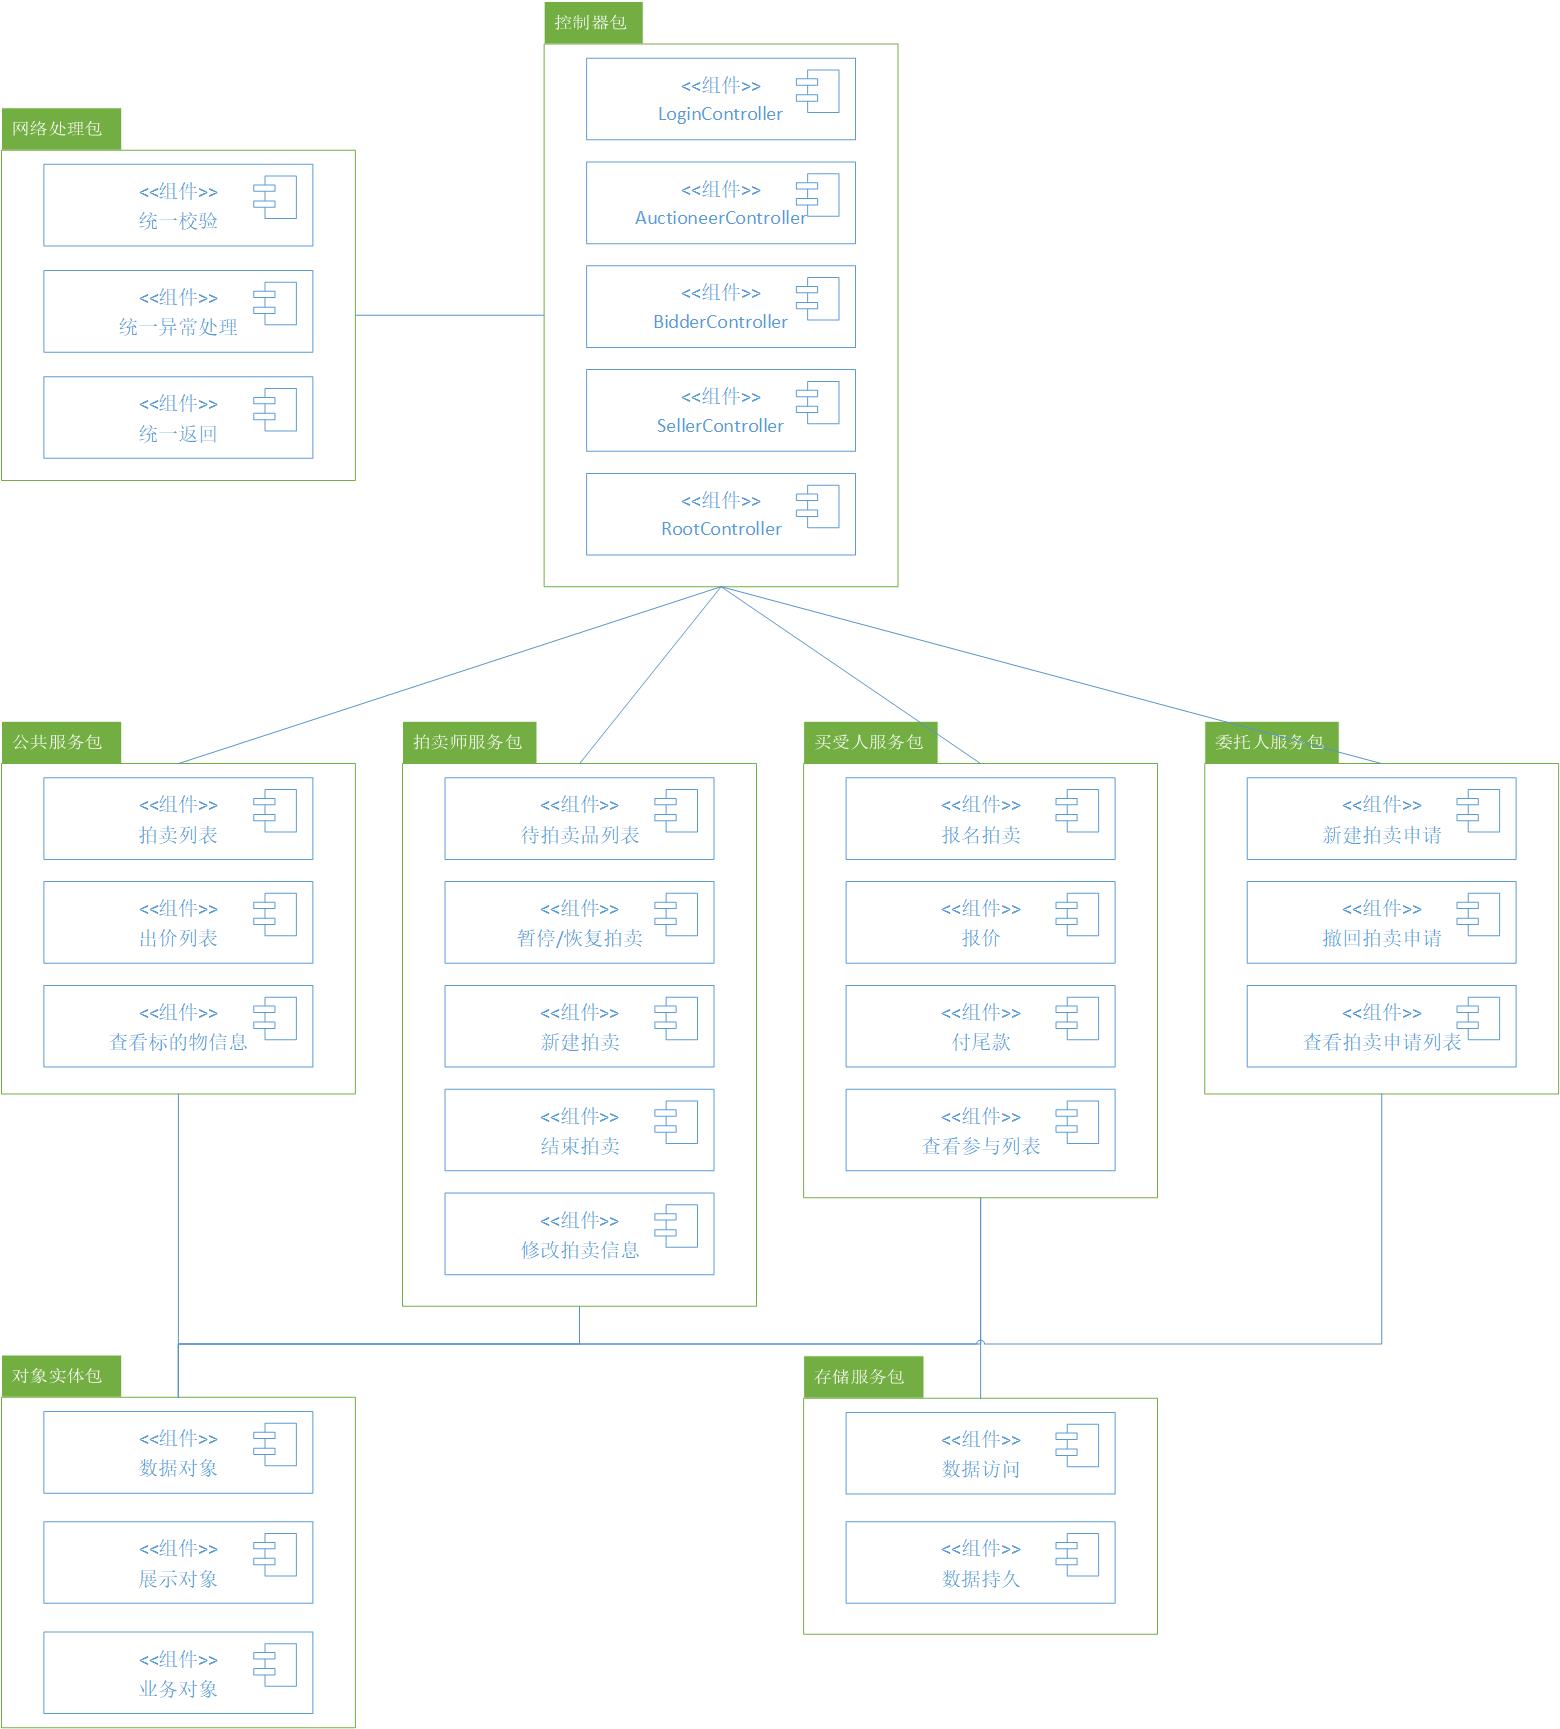 控制器包
<<组件>>
LoginController
<<组件>>
AuctioneerController
<<组件>>
BidderController
<<组件>>
SellerController
<<组件>>
RootController
网络处理包
<<组件>>
统一校验
<<组件>>
统一异常处理
<<组件>>
统一返回
公共服务包
<<组件>>
拍卖列表
<<组件>>
出价列表
<<组件>>
查看标的物信息
拍卖师服务包
<<组件>>
待拍卖品列表
<<组件>>
暂停/恢复拍卖
<<组件>>
新建拍卖
<<组件>>
结束拍卖
<<组件>>
修改拍卖信息
买受人服务包
<<组件>>
报名拍卖
<<组件>>
报价
<<组件>>
付尾款
<<组件>>
查看参与列表
委托人服务包
<<组件>>
新建拍卖申请
<<组件>>
撤回拍卖申请
<<组件>>
查看拍卖申请列表
对象实体包
<<组件>>
数据对象
<<组件>>
展示对象
<<组件>>
业务对象
存储服务包
<<组件>>
数据访问
<<组件>>
数据持久